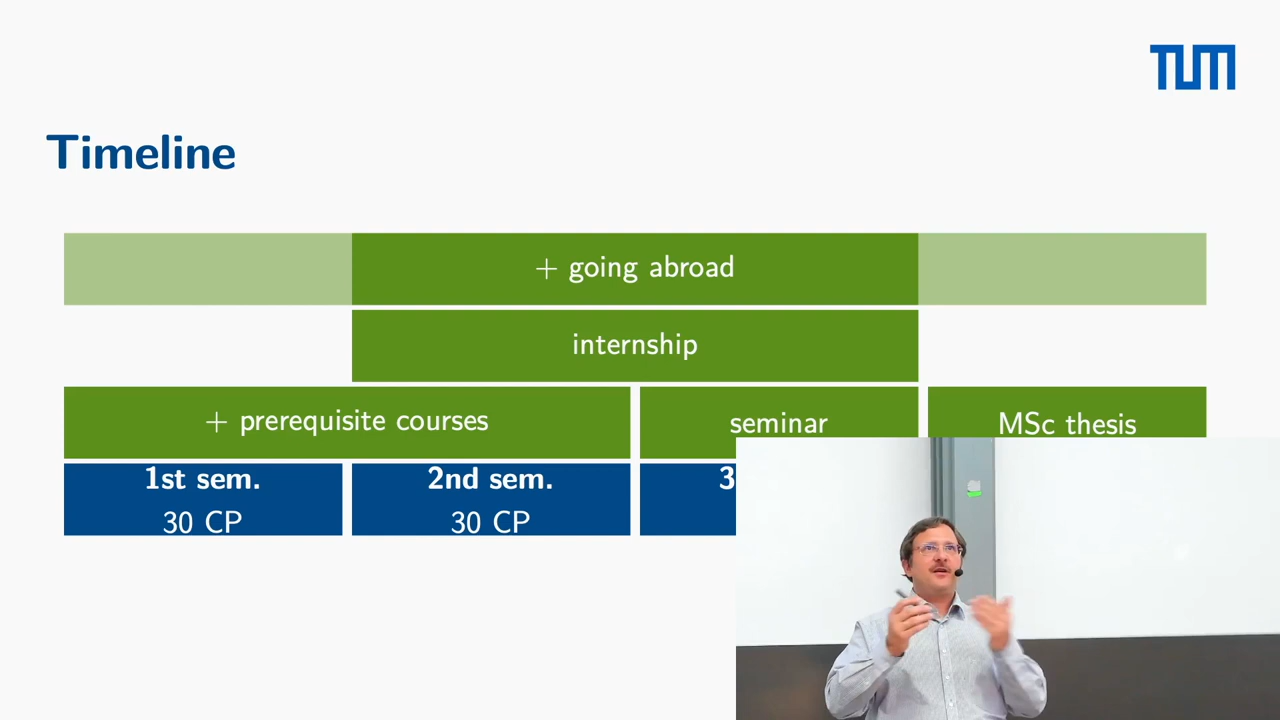 TUM
Timeline
+ going abroad
internship
+ prerequisite courses
seminar
MSc thesis
1st sem.
30 CP
2nd sem.
30 CP
3